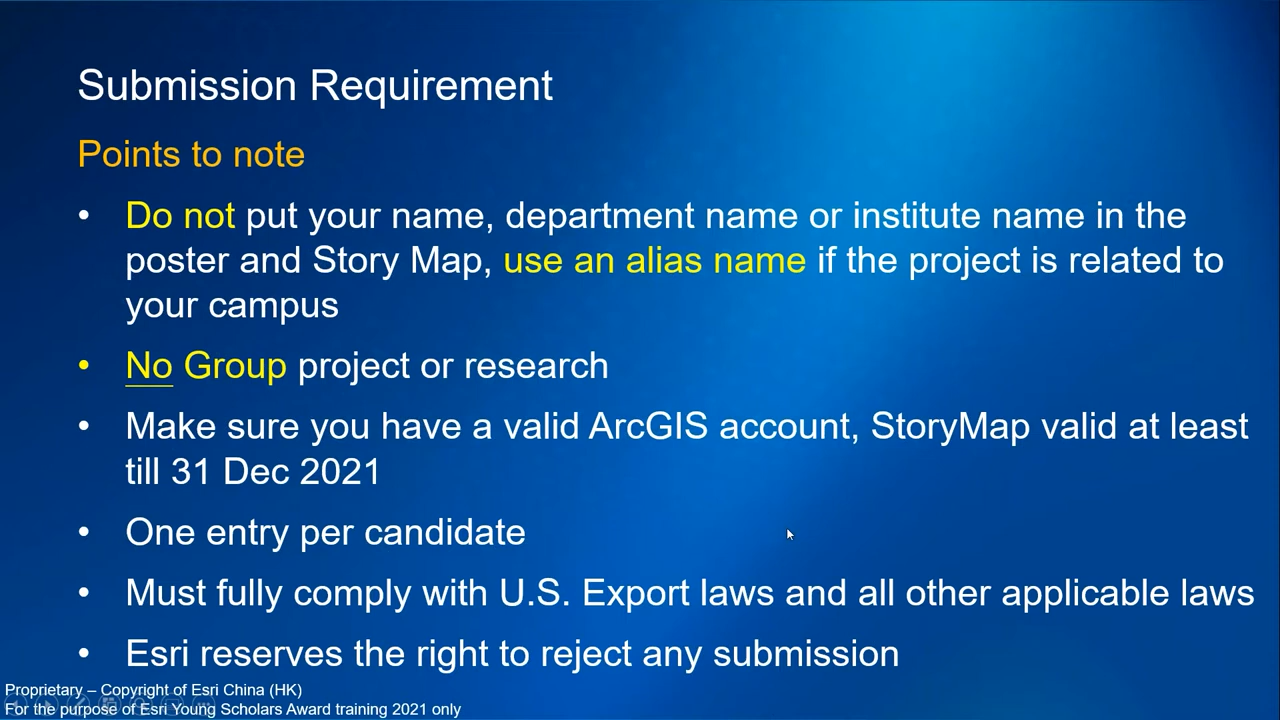 Submission Requirement
Points to note
• Do not put your name, department name or institute name in the
poster and Story Map, use an alias name if the project is related to
your campus
• No Group project or research
• Make sure you have a valid ArcGIS account, StoryMap valid at least
till 31 Dec 2021
• One entry per candidate
• Must fully comply with U.S. Export laws and all other applicable laws
• Esri reserves the right to reject any submission
Proprietary – Copyright of Esri China (HK)
For the purpose of Esri Young Scholars Award training 2021 only